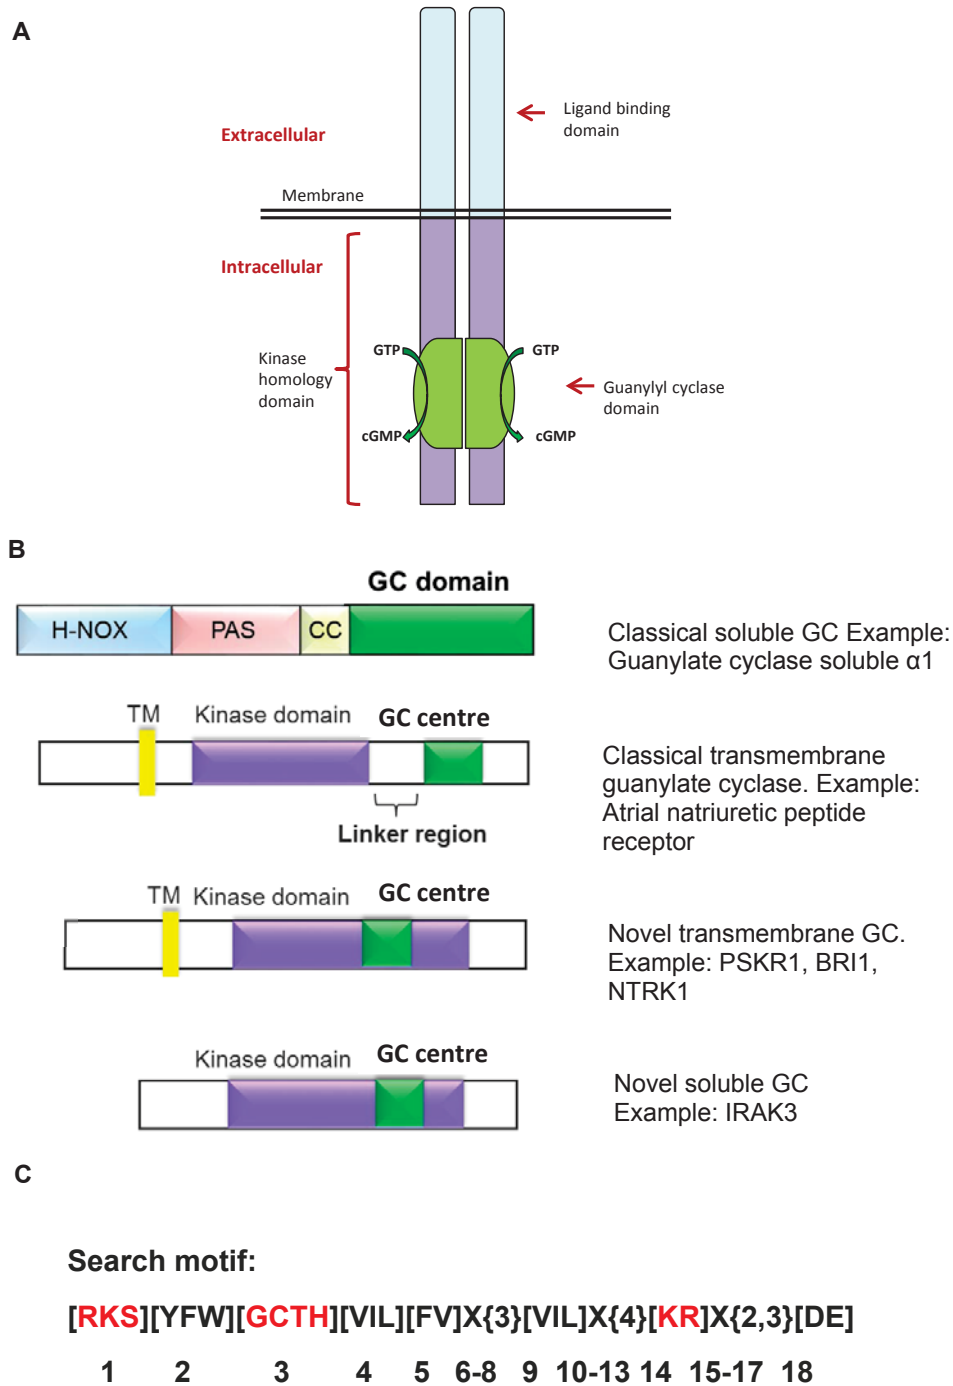 A
Ligand binding
domain
Extracellular
Membrane
Intracellular
Kinase
homology
domain
GTP
GTP
Guanylyl cyclase
domain
cGMP
cGMP
B
GC domain
H-NOX
PAS
CC
Classical soluble GC Example:
Guanylate cyclase soluble α1
TM
Kinase domain
GC centre
Linker region
Classical transmembrane
guanylate cyclase. Example:
Atrial natriuretic peptide
receptor
TM
Kinase domain
GC centre
Novel transmembrane GC.
Example: PSKR1, BRI1,
NTRK1
Kinase domain
GC centre
Novel soluble GC
Example: IRAK3
C
Search motif:
[RKS][YFW][GCTH][VIL][FV]X{3}[VIL]X{4}[KR]X{2,3}[DE]
1 2 3 4 5 6-8 9 10-13 14 15-17 18